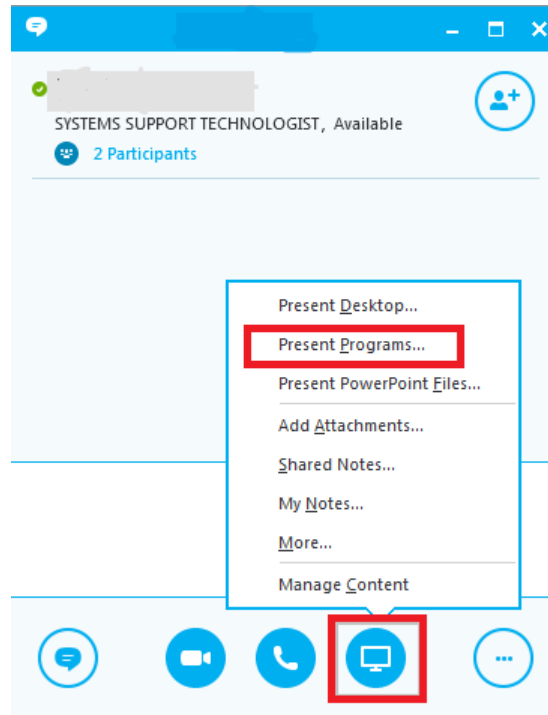 SYSTEMS SUPPORT TECHNOLOGIST, Available
2 Participants
Present Desktop...
Present Programs...
Present PowerPoint Files...
Add Attachments...
Shared Notes...
My Notes...
More...
Manage Content